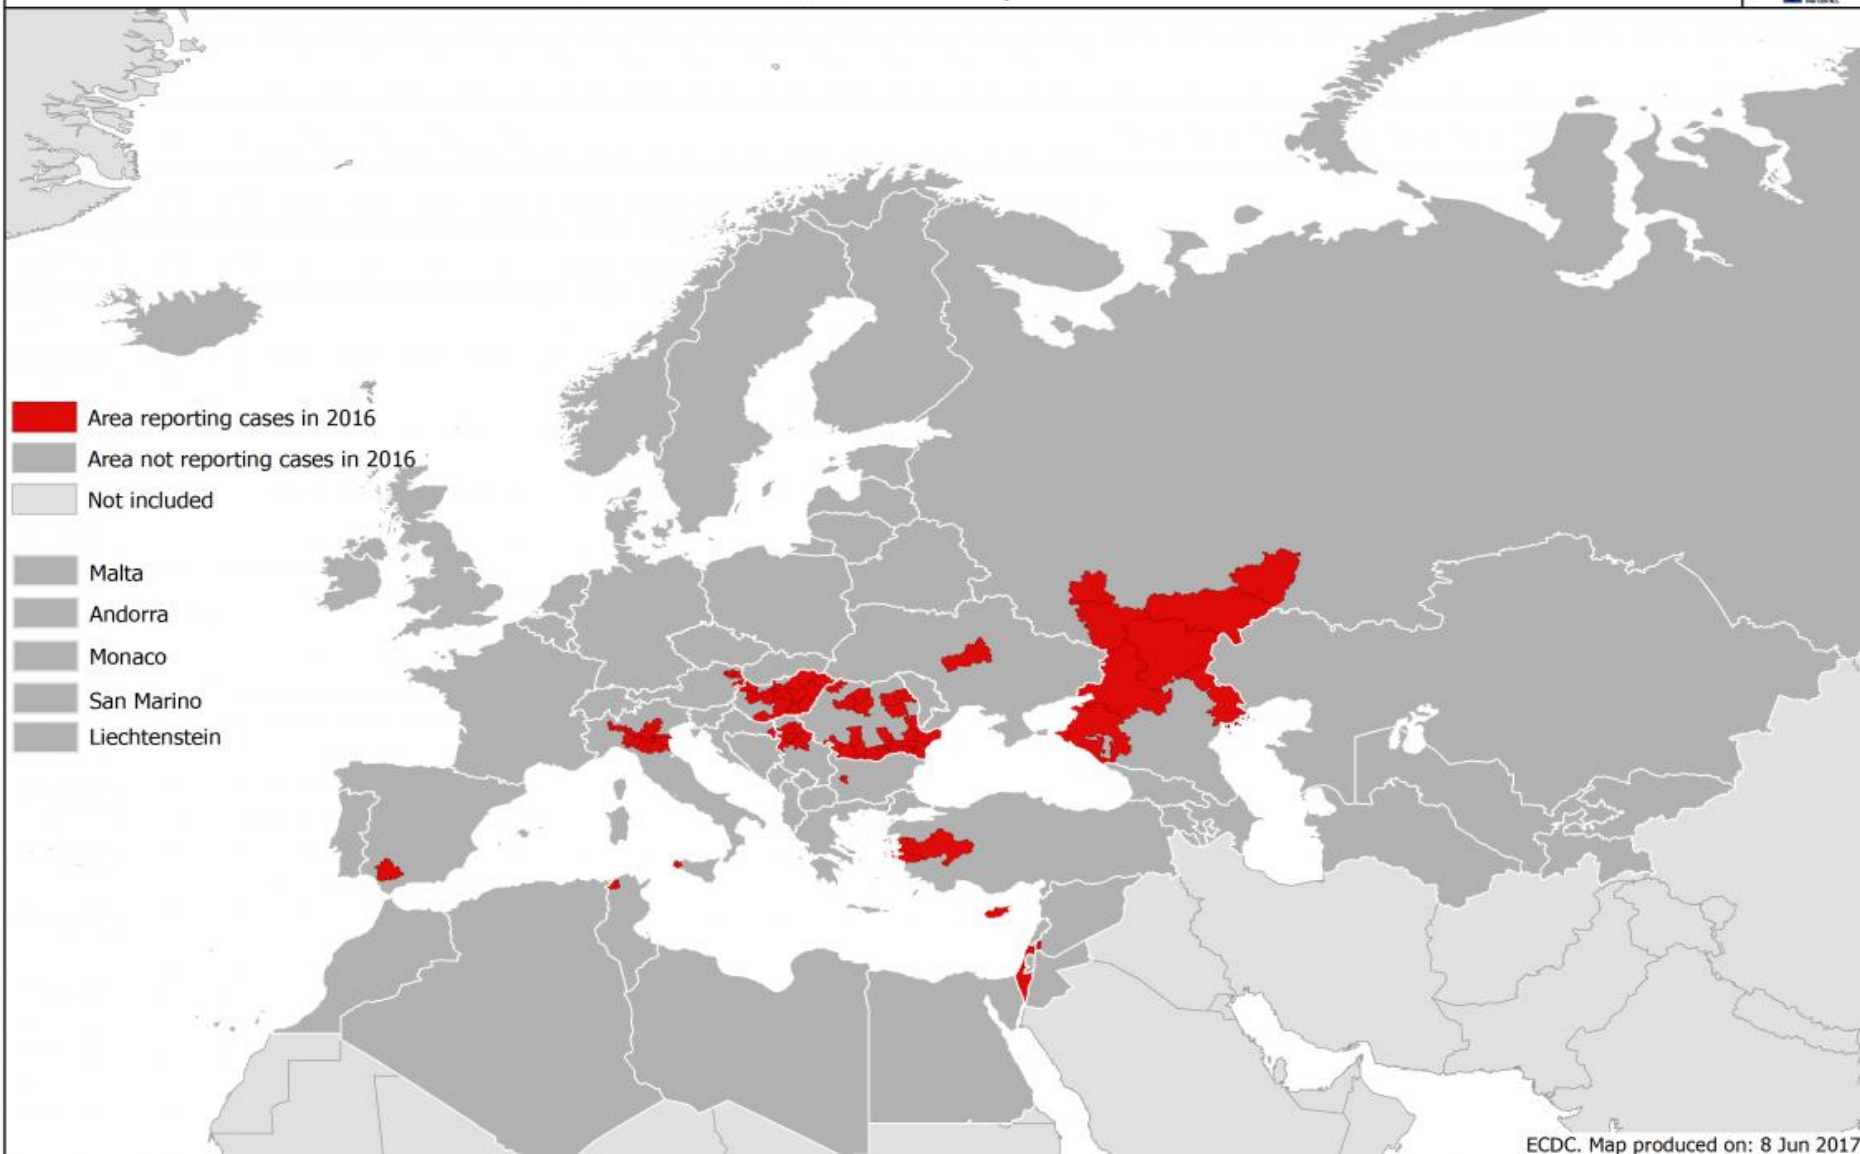 Area reporting cases in 2016
Area not reporting cases in 2016
Not included
Malta
Andorra
Monaco
San Marino
Liechtenstein
ECDC. Map produced on: 8 Jun 2017